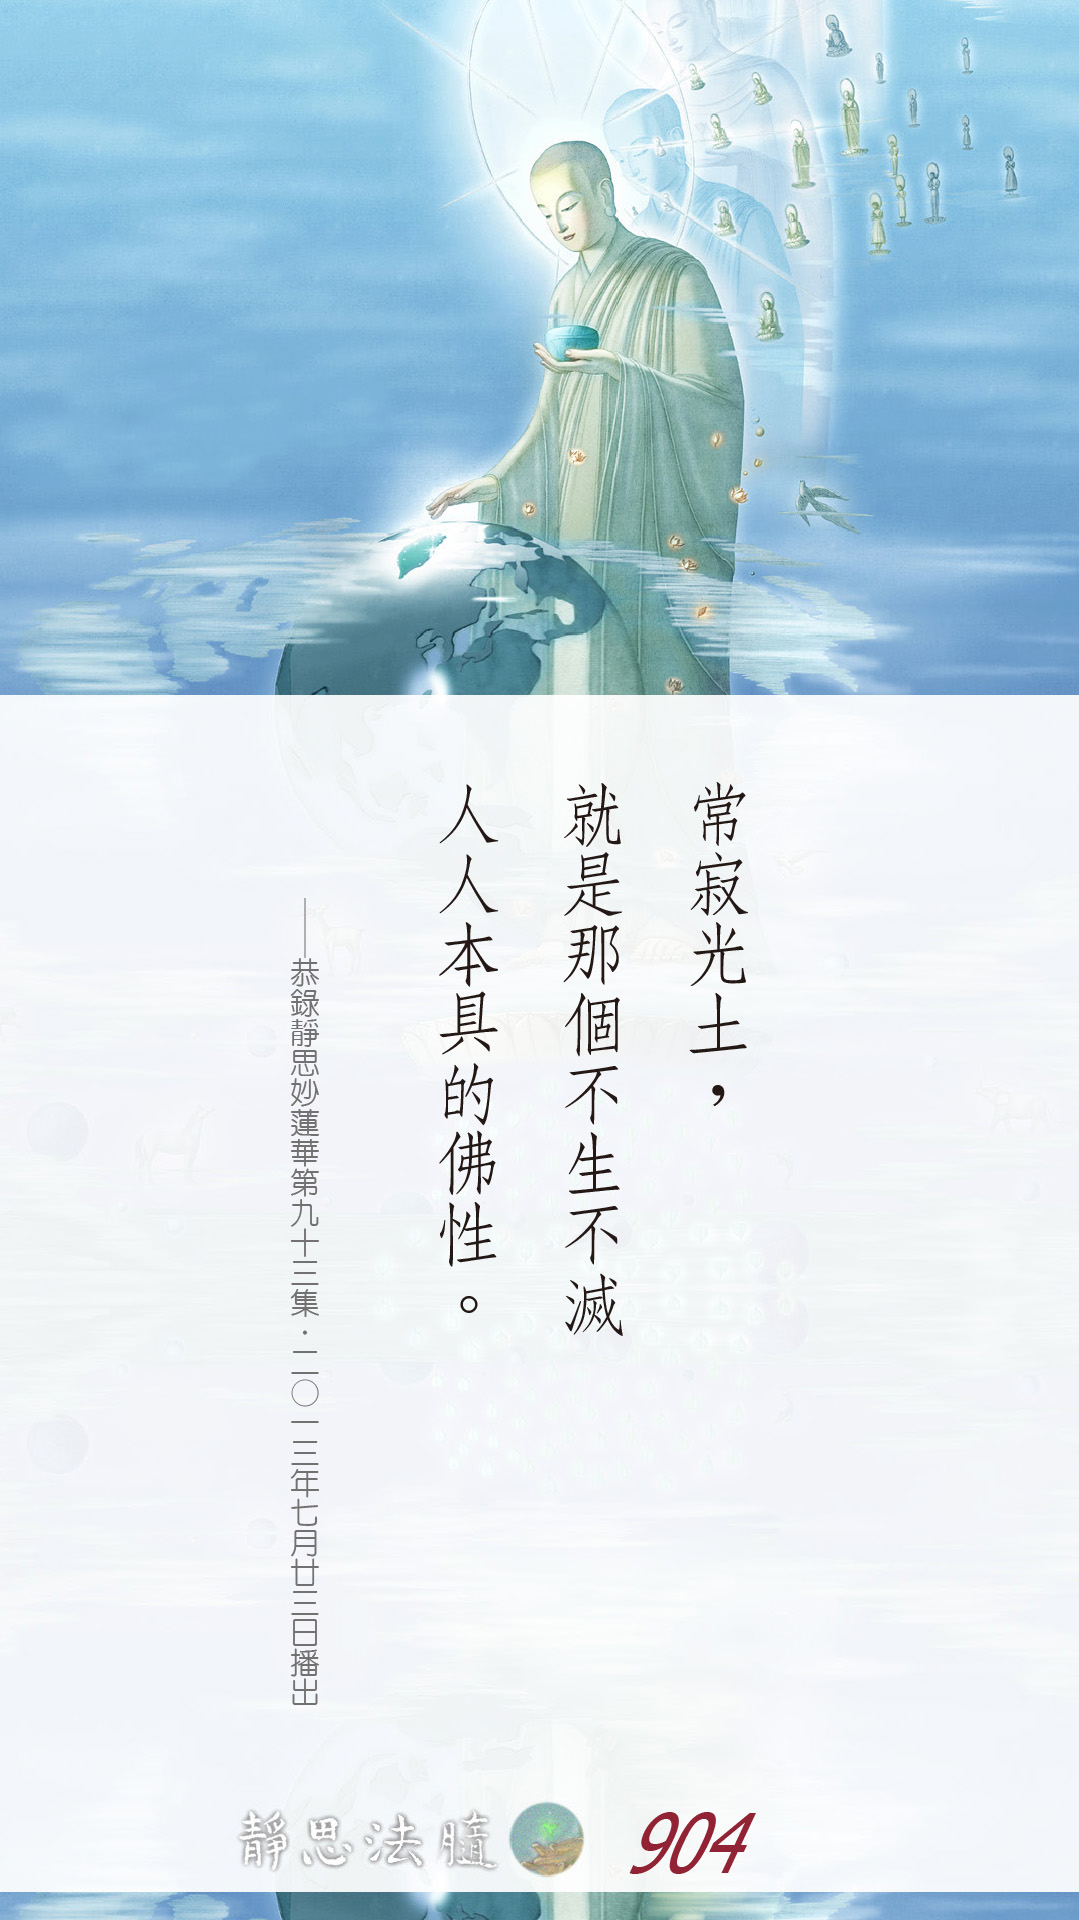 常寂光土，
就是那個不生不滅
人人本具的佛性。
——恭錄靜思妙蓮華第九十三集·二〇一三年七月廿三日播出
靜思法髓
904